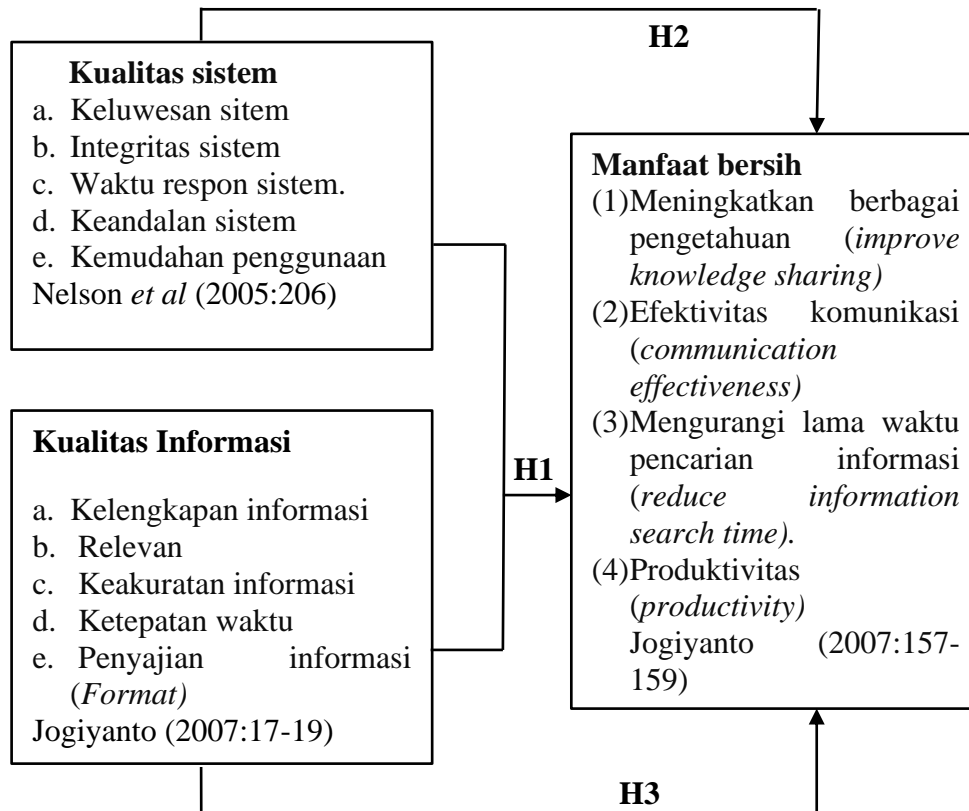 H2
Kualitas sistem
a. Keluwesan sitem
b. Integritas sistem
c. Waktu respon sistem.
d. Keandalan sistem
e. Kemudahan penggunaan
Nelson et al (2005:206)
Kualitas Informasi
a. Kelengkapan informasi
b. Relevan
c. Keakuratan informasi
d. Ketepatan waktu
e. Penyajian informasi
(Format)
Jogiyanto (2007:17-19)
H1
Manfaat bersih
(1)Meningkatkan berbagai
pengetahuan (improve
knowledge sharing)
(2)Efektivitas komunikasi
(communication
effectiveness)
(3)Mengurangi lama waktu
pencarian informasi
(reduce information
search time).
(4)Produktivitas
(productivity)
Jogiyanto (2007:157-
159)
H3